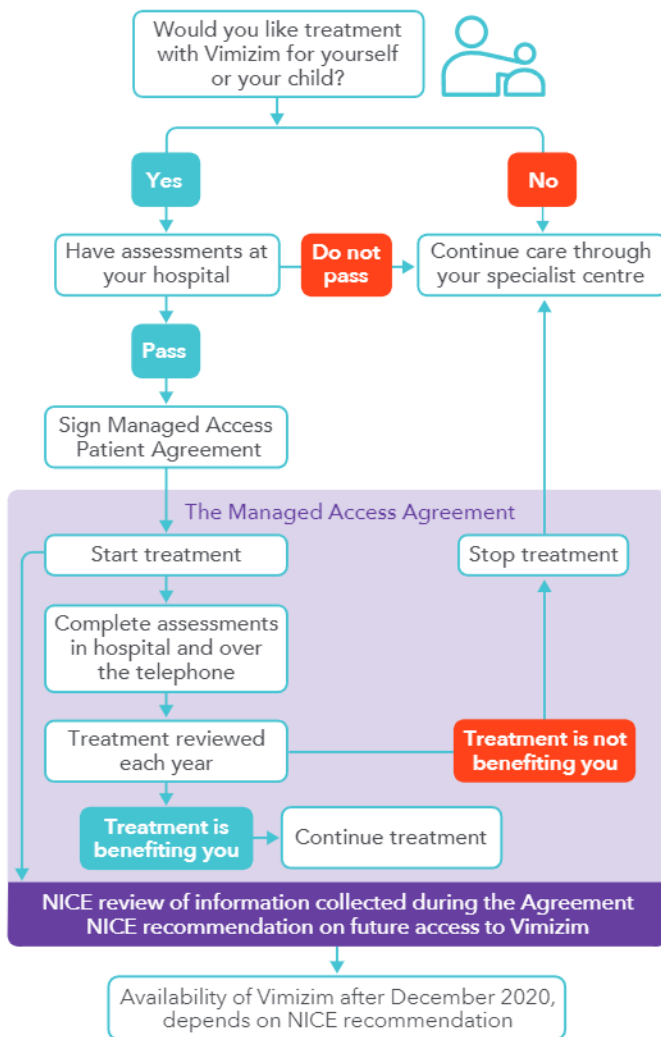 Would you like treatment
with Vimizim for yourself
or your child?
Yes
No
Have assessments at
your hospital
Do not
pass
Continue care through
your specialist centre
Pass
Sign Managed Access
Patient Agreement
The Managed Access Agreement
Start treatment
Stop treatment
Complete assessments
in hospital and over
the telephone
Treatment reviewed
each year
Treatment is not
benefiting you
Treatment is
benefiting you
Continue treatment
NICE review of information collected during the Agreement
NICE recommendation on future access to Vimizim
Availability of Vimizim after December 2020,
depends on NICE recommendation